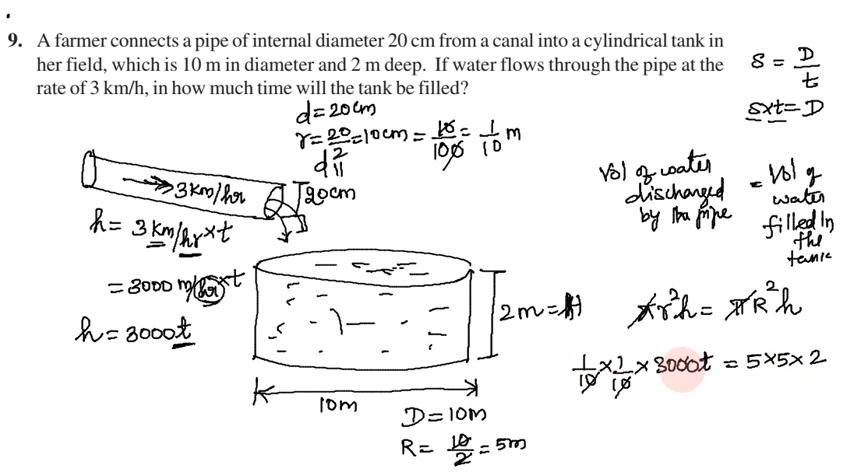 9. A farmer connects a pipe of internal diameter 20 cm from a canal into a cylindrical tank in
her field, which is 10 m in diameter and 2 m deep. If water flows through the pipe at the
rate of 3 km/h, in how much time will the tank be filled?
S = D/t
s×t = D
d = 20cm
r = 20/2 = 10cm = 10/100 = 1/10 m
d
3km/hr
20cm
h = 3 km/hr × t
= 3000 m/hr × t
h = 3000t
Vol of water discharged by the pipe = Vol of water filled in the tank
2m = H
πr²h = πR²h
1/10 × 1/10 × 3000t = 5×5×2
10m
D = 10m
R = 10/2 = 5m